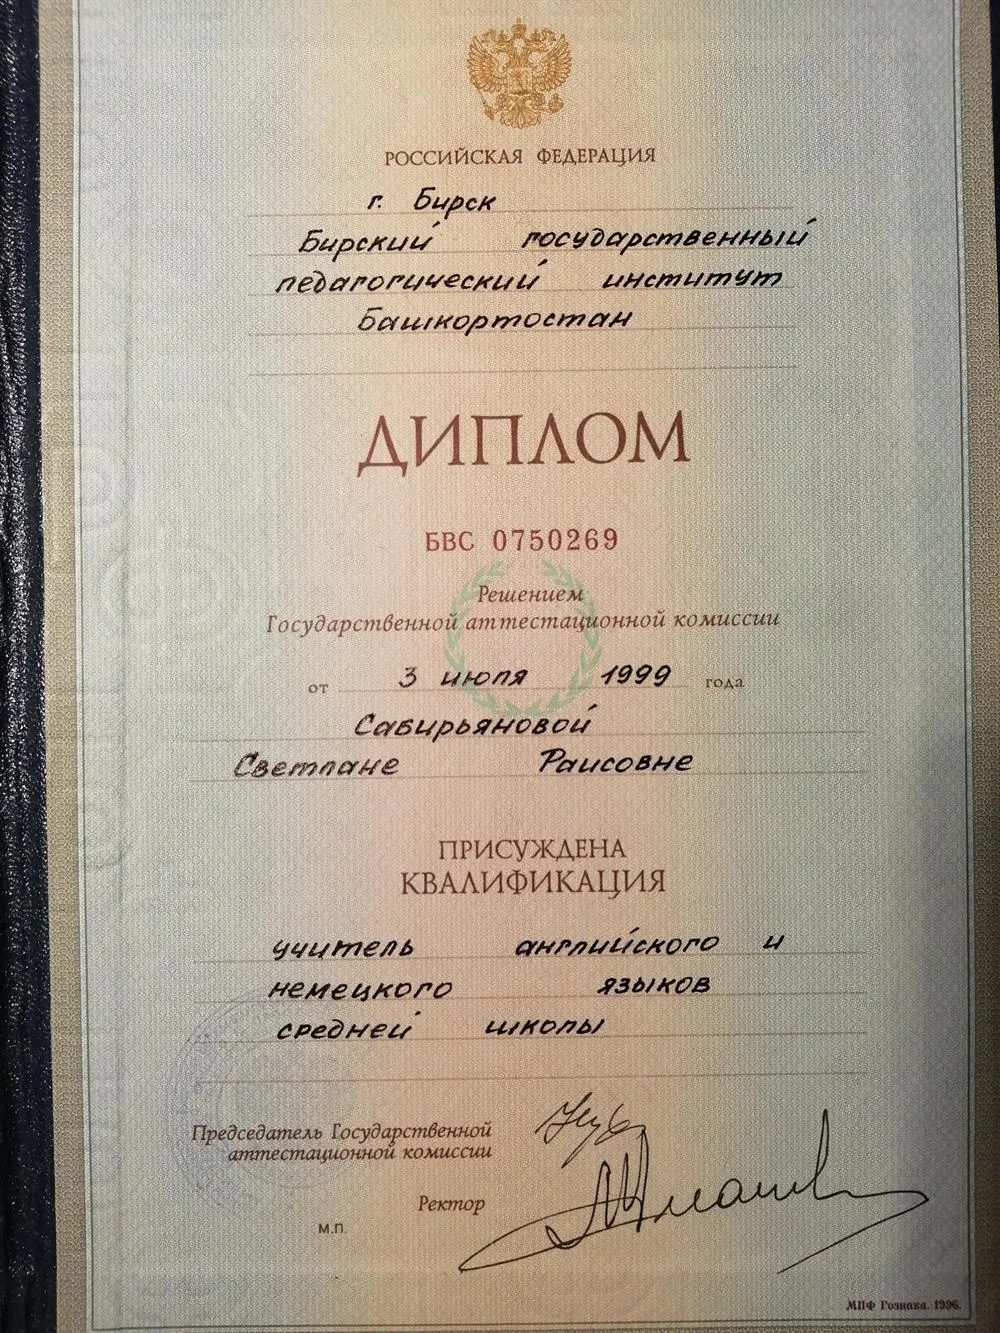 РОССИЙСКАЯ ФЕДЕРАЦИЯ
г. Бирск
Бирский государственный
педагогический институт
Башкортостан
ДИПЛОМ
БВС 0750269
Решением
Государственной аттестационной комиссии
от 3 июля 1999 года
Сабирьяновой
Светлане Раисовне
ПРИСУЖДЕНА
КВАЛИФИКАЦИЯ
учитель английского и
немецкого языков
средней школы
Председатель Государственной
аттестационной комиссии
Ректор
М.П.
МПФ Гознака. 1996.